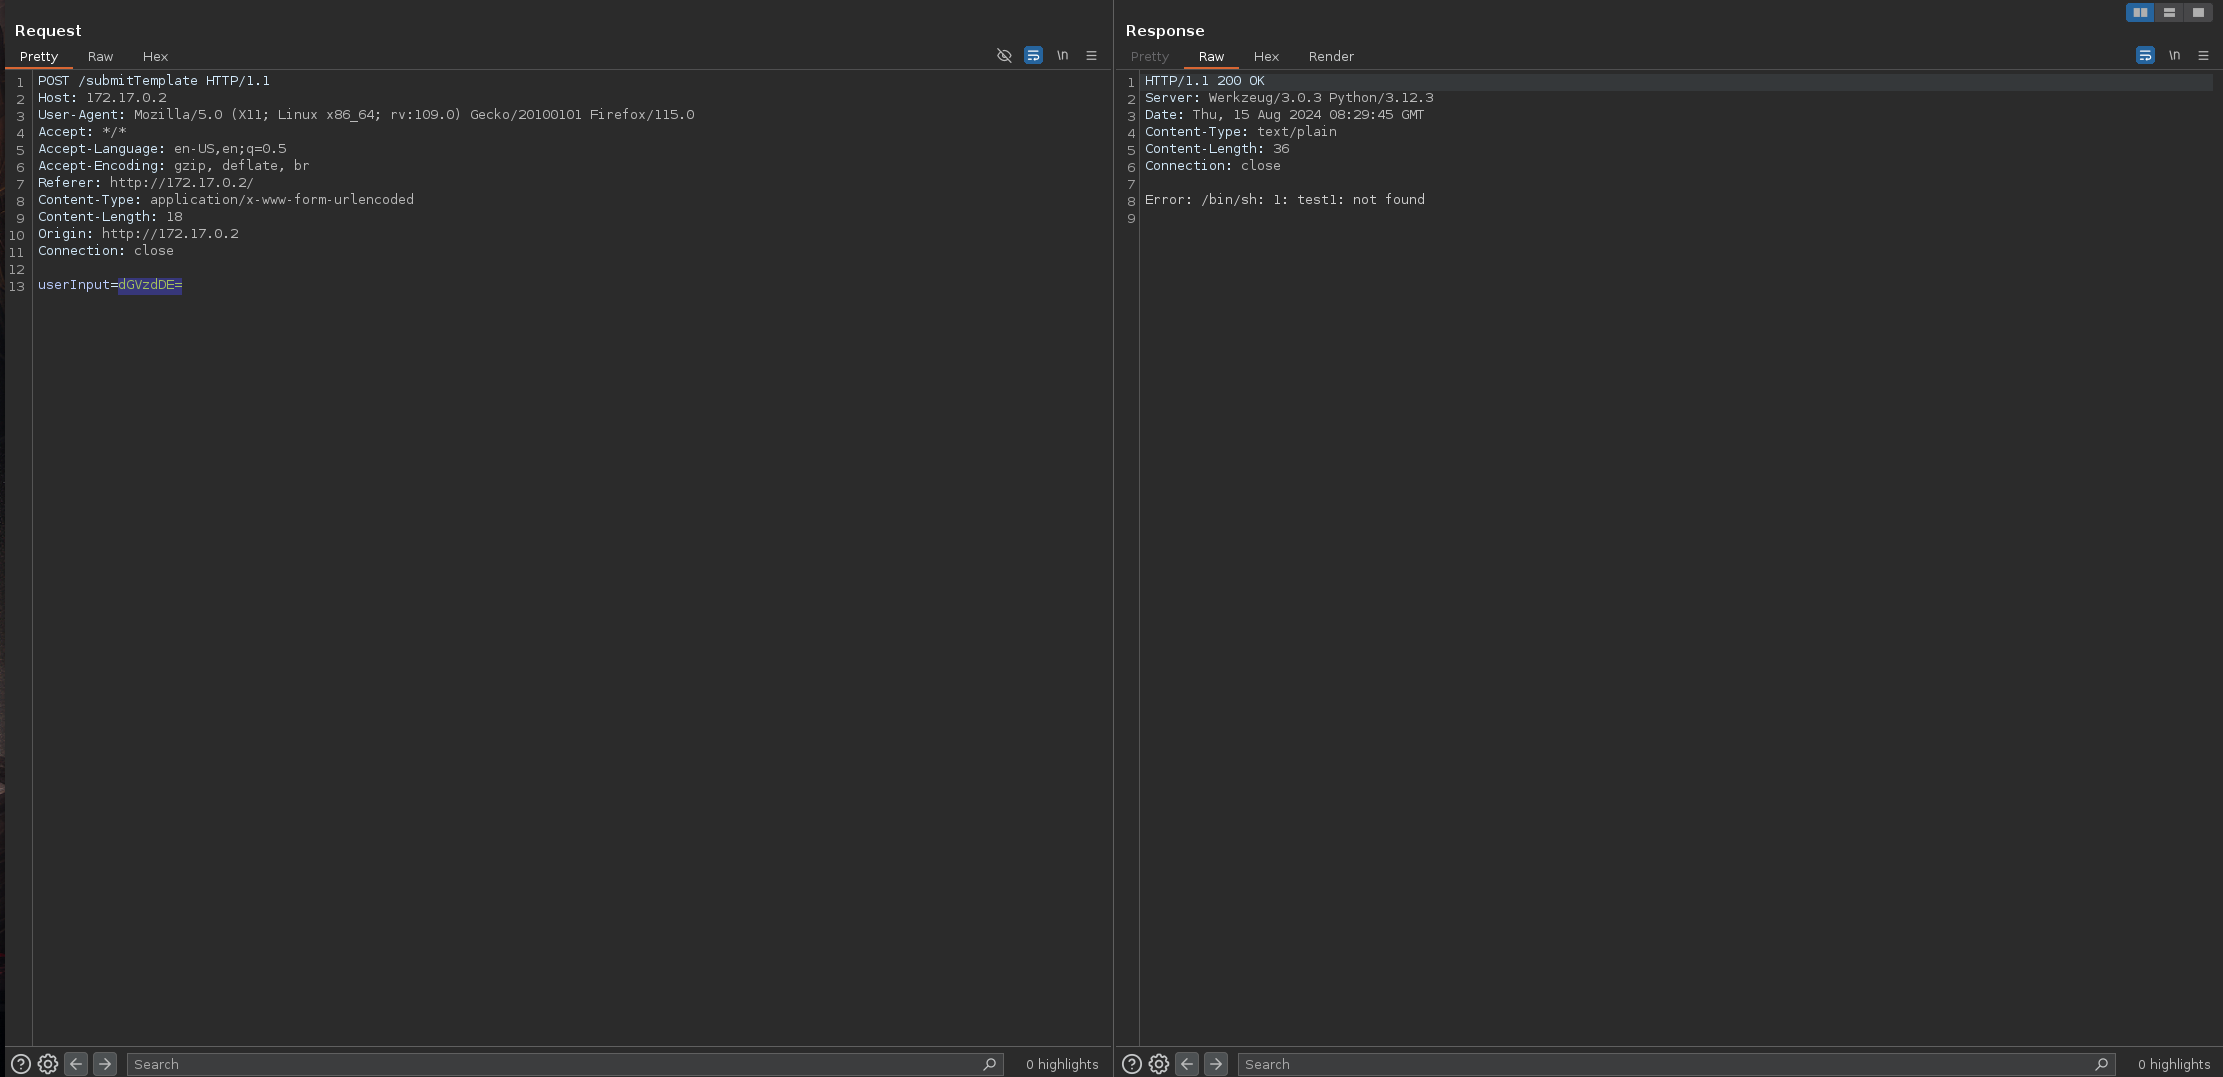 Request
Pretty Raw Hex
\n
1 POST /submitTemplate HTTP/1.1
2 Host: 172.17.0.2
3 User-Agent: Mozilla/5.0 (X11; Linux x86_64; rv:109.0) Gecko/20100101 Firefox/115.0
4 Accept: */*
5 Accept-Language: en-US,en;q=0.5
6 Accept-Encoding: gzip, deflate, br
7 Referer: http://172.17.0.2/
8 Content-Type: application/x-www-form-urlencoded
9 Content-Length: 18
10 Origin: http://172.17.0.2
11 Connection: close
12
13 userInput=dGVzdDE=
Search
0 highlights
Response
Pretty Raw Hex Render
\n
1 HTTP/1.1 200 OK
2 Server: Werkzeug/3.0.3 Python/3.12.3
3 Date: Thu, 15 Aug 2024 08:29:45 GMT
4 Content-Type: text/plain
5 Content-Length: 36
6 Connection: close
7
8 Error: /bin/sh: 1: test1: not found
9
Search
0 highlights